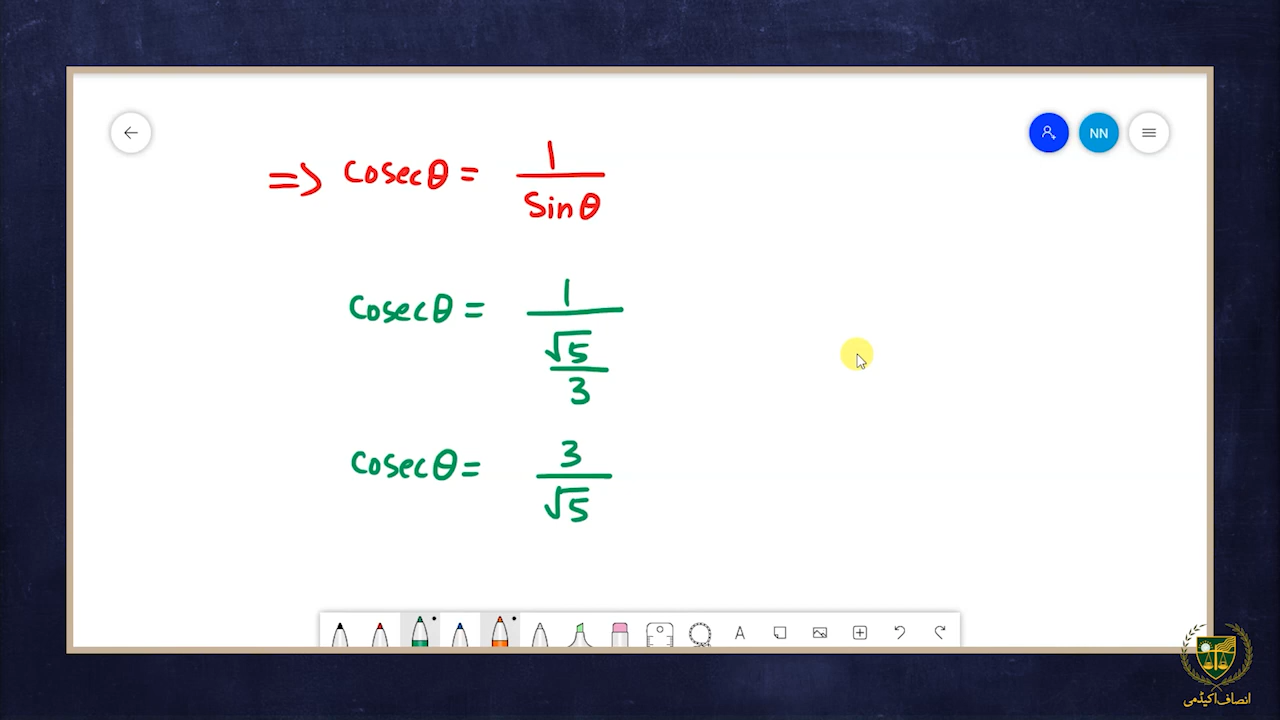 NN
=> cosecθ = 1/Sinθ
cosecθ = 1/(√5/3)
cosecθ = 3/√5
A
انصاف اکیڈمی